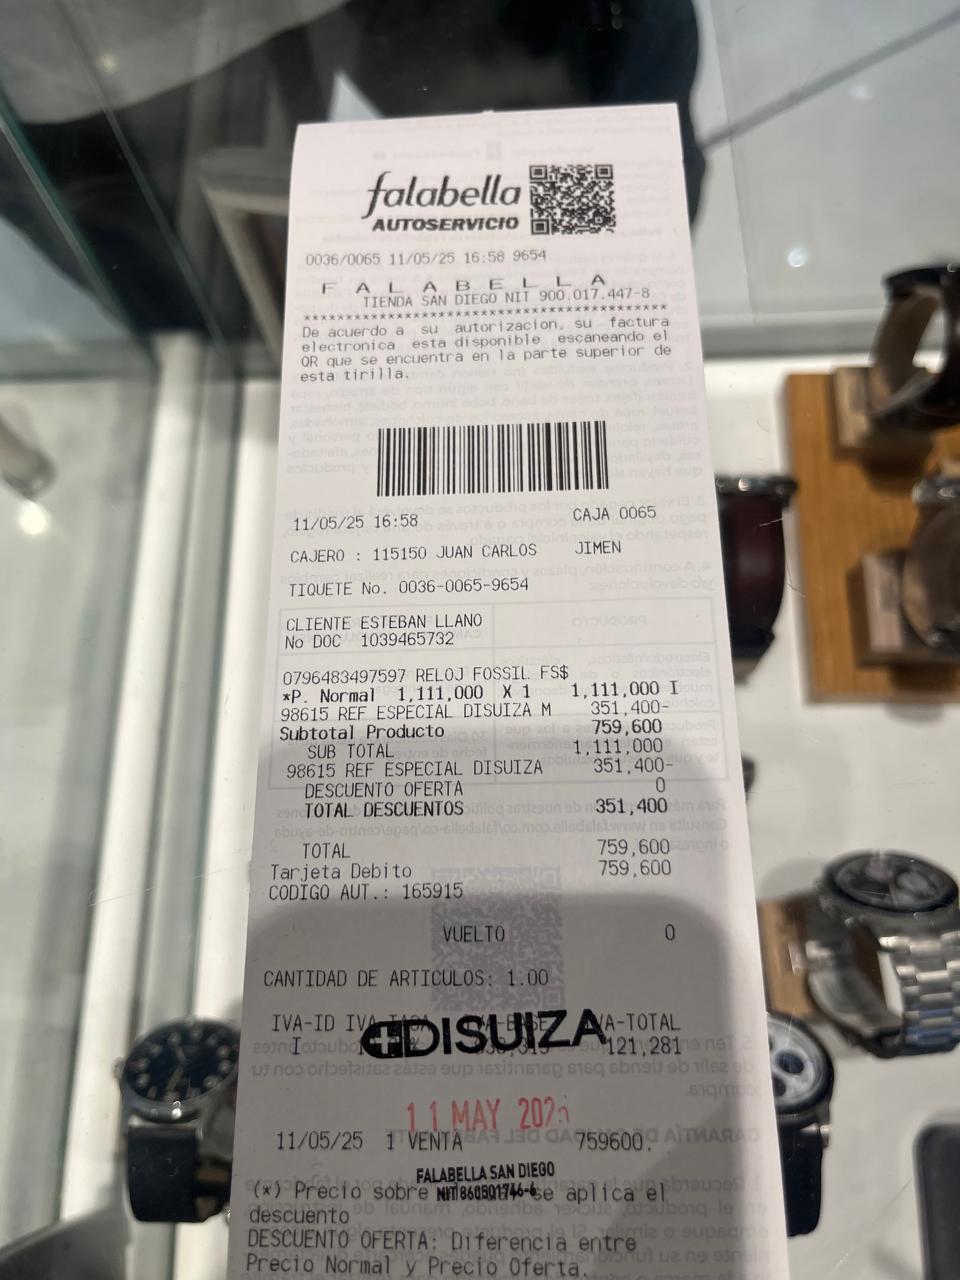 falabella
AUTOSERVICIO
0036/0065 11/05/25 16:58 9654
F A L A B E L L A
TIENDA SAN DIEGO NIT 900.017.447-8
****************************************
De acuerdo a su autorizacion, su factura
electronica esta disponible escaneando el
QR que se encuentra en la parte superior de
esta tirilla.
11/05/25 16:58 CAJA 0065
CAJERO : 115150 JUAN CARLOS JIMEN
TIQUETE No. 0036-0065-9654
CLIENTE ESTEBAN LLANO
No DOC 1039465732
0796483497597 RELOJ FOSSIL FS$
*P. Normal 1,111,000 X 1 1,111,000 I
98615 REF ESPECIAL DISUIZA M 351,400-
Subtotal Producto 759,600
SUB TOTAL 1,111,000
98615 REF ESPECIAL DISUIZA 351,400-
DESCUENTO OFERTA 0
TOTAL DESCUENTOS 351,400
TOTAL 759,600
Tarjeta Debito 759,600
CODIGO AUT.: 165915
VUELTO 0
CANTIDAD DE ARTICULOS: 1.00
IVA-ID IVA-TASA IVA-TOTAL
DISUIZA
I 121,281
11 MAY 2025
11/05/25 1 VENTA 759600.
FALABELLA SAN DIEGO
NIT 860501746-6
(*) Precio sobre se aplica el
descuento
DESCUENTO OFERTA: Diferencia entre
Precio Normal y Precio Oferta.